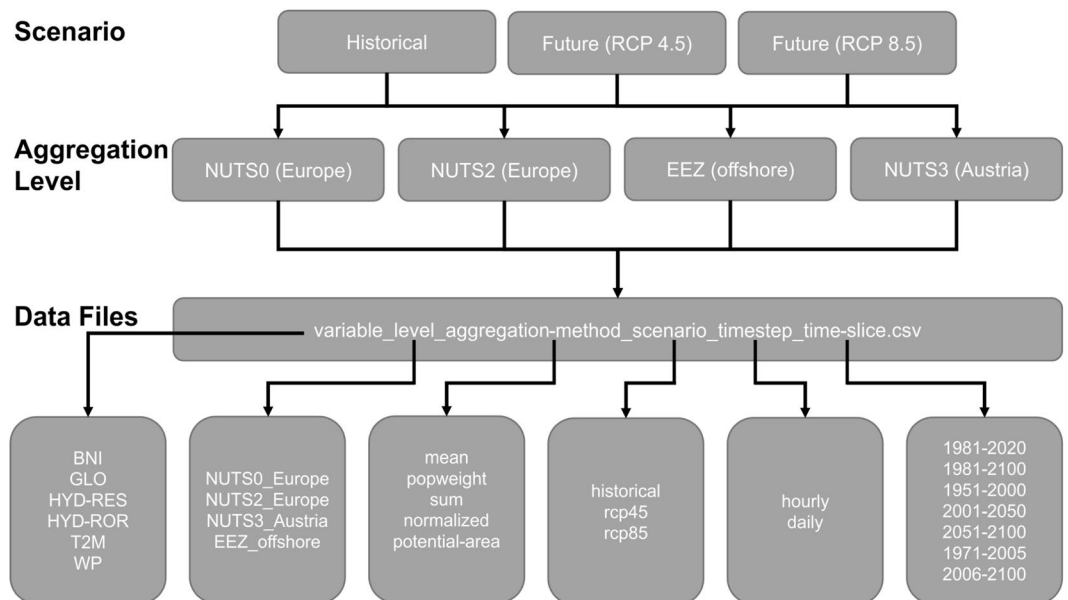 Scenario
Historical
Future (RCP 4.5)
Future (RCP 8.5)
Aggregation
Level
NUTS0 (Europe)
NUTS2 (Europe)
EEZ (offshore)
NUTS3 (Austria)
Data Files
variable_level_aggregation-method_scenario_timestep_time-slice.csv
BNI
GLO
HYD-RES
HYD-ROR
T2M
WP
NUTS0_Europe
NUTS2_Europe
NUTS3_Austria
EEZ_offshore
mean
popweight
sum
normalized
potential-area
historical
rcp45
rcp85
hourly
daily
1981-2020
1981-2100
1951-2000
2001-2050
2051-2100
1971-2005
2006-2100